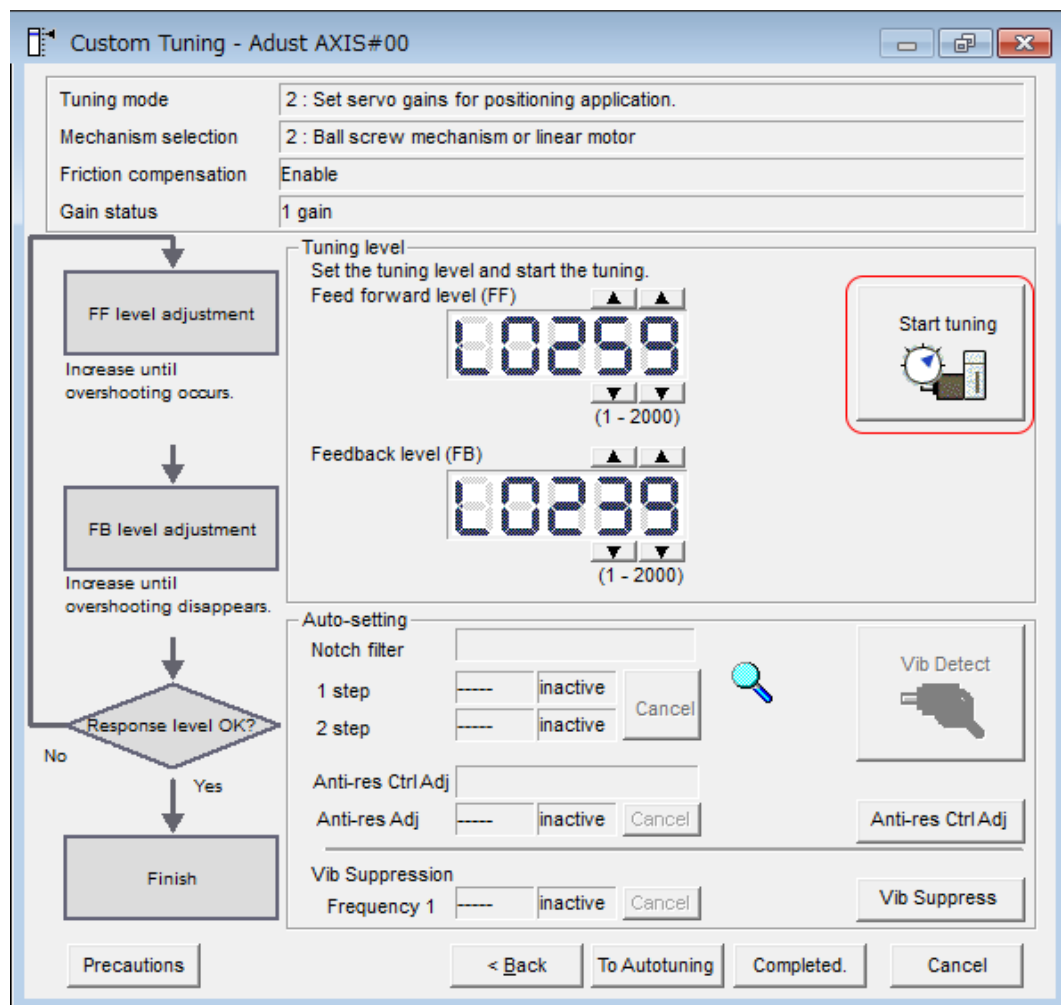 Custom Tuning - Adust AXIS#00
Tuning mode 2 : Set servo gains for positioning application.
Mechanism selection 2 : Ball screw mechanism or linear motor
Friction compensation Enable
Gain status 1 gain
FF level adjustment
Increase until
overshooting occurs.
FB level adjustment
Increase until
overshooting disappears.
Response level OK?
No
Yes
Finish
Tuning level
Set the tuning level and start the tuning.
Feed forward level (FF)
L0259
(1 - 2000)
Feedback level (FB)
L0239
(1 - 2000)
Start tuning
Auto-setting
Notch filter
1 step ----- inactive
2 step ----- inactive
Cancel
Vib Detect
Anti-res Ctrl Adj
Anti-res Adj ----- inactive Cancel
Anti-res Ctrl Adj
Vib Suppression
Frequency 1 ----- inactive Cancel
Vib Suppress
Precautions < Back To Autotuning Completed. Cancel